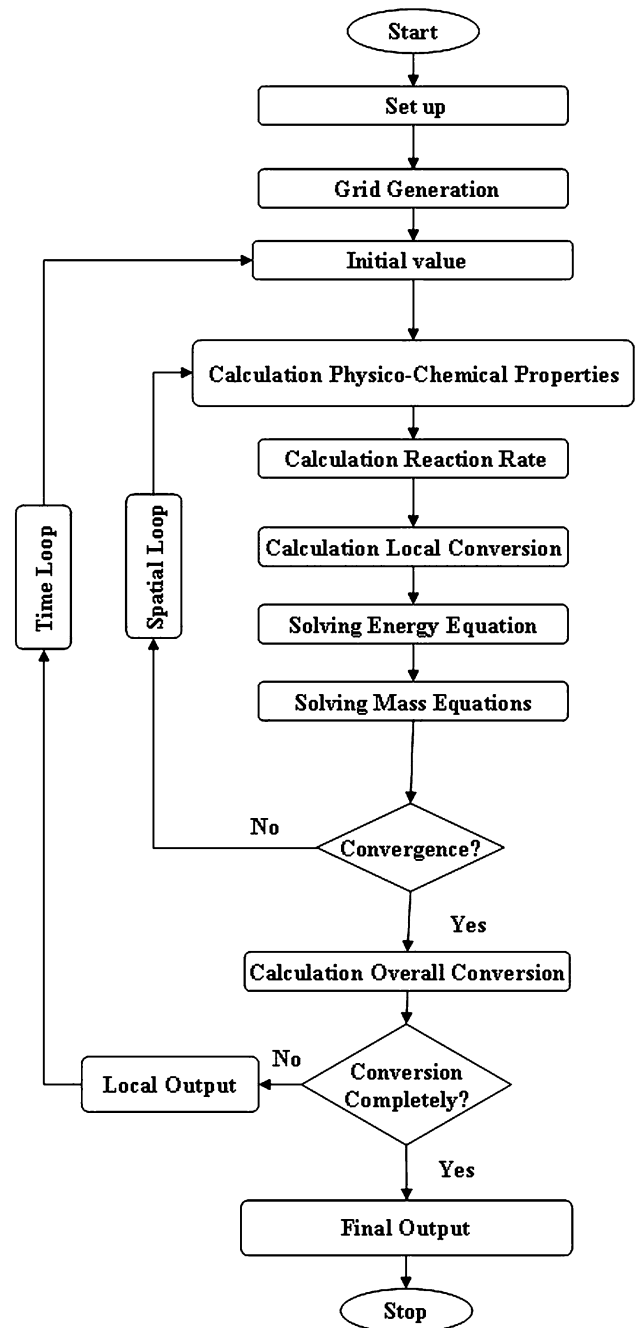 Start
Set up
Grid Generation
Initial value
Calculation Physico-Chemical Properties
Calculation Reaction Rate
Calculation Local Conversion
Solving Energy Equation
Solving Mass Equations
Time Loop
Spatial Loop
No
Convergence?
Yes
Calculation Overall Conversion
Local Output
No
Conversion
Completely?
Yes
Final Output
Stop